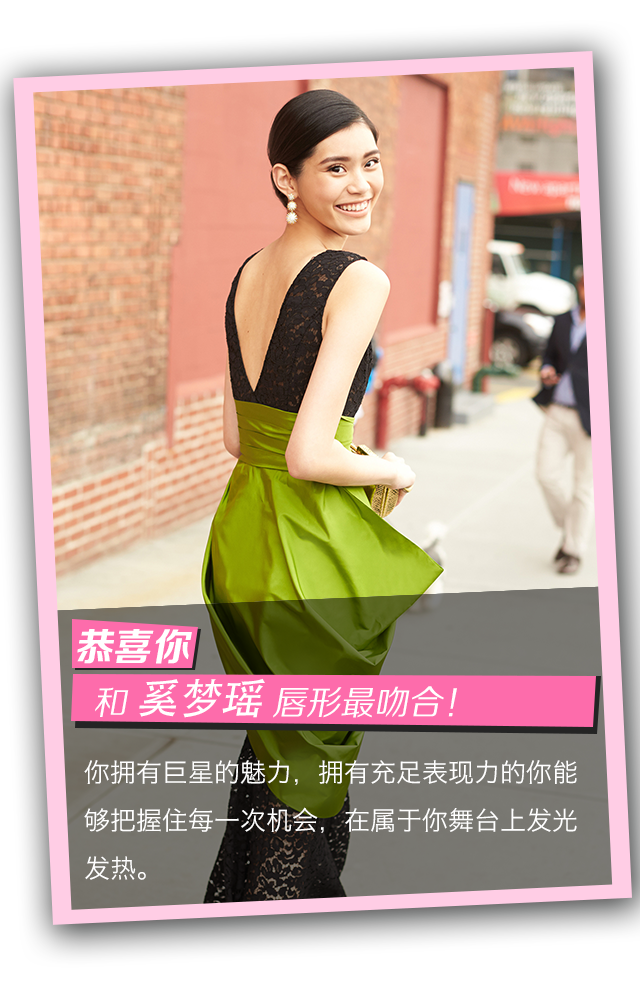 恭喜你
和 奚梦瑶 唇形最吻合！
你拥有巨星的魅力，拥有充足表现力的你能
够把握住每一次机会，在属于你舞台上发光
发热。